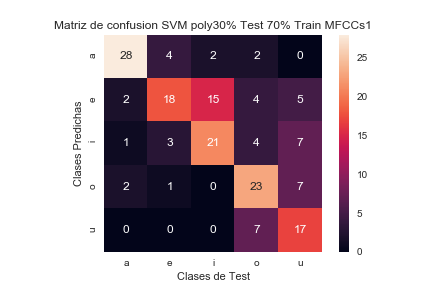 Matriz de confusion SVM poly30% Test 70% Train MFCCs1
Clases Predichas
a 28 4 2 2 0
e 2 18 15 4 5
i 1 3 21 4 7
o 2 1 0 23 7
u 0 0 0 7 17
a e i o u
Clases de Test
25
20
15
10
5
0